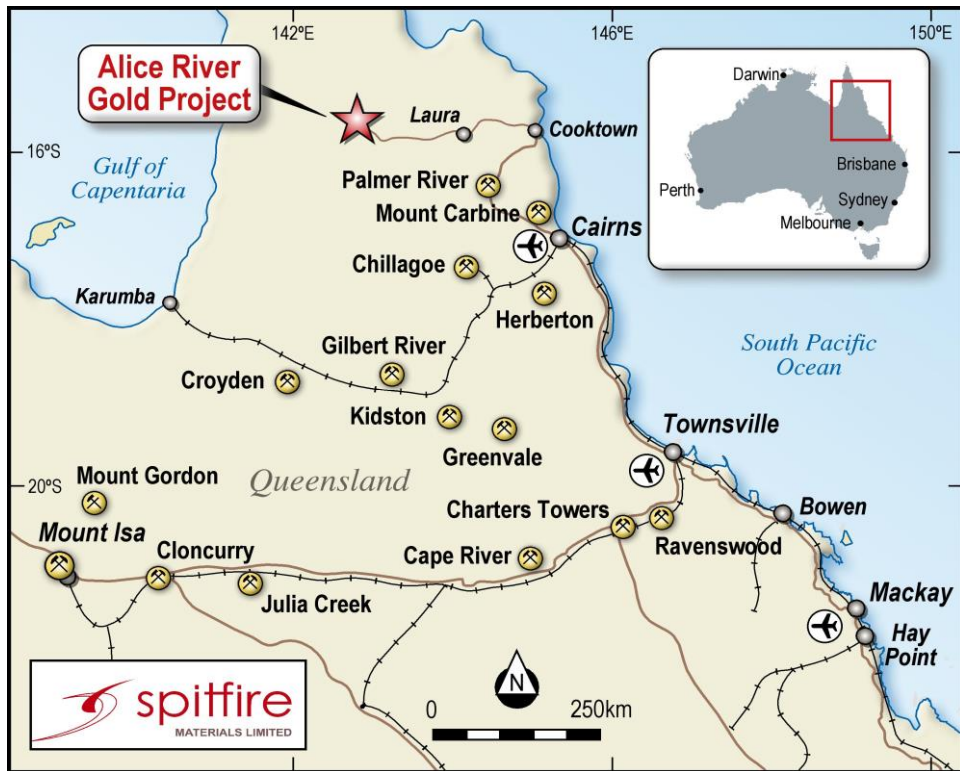 142ºE
146ºE
150ºE
Alice River
Gold Project
Laura
Cooktown
16ºS
Gulf of
Capentaria
Palmer River
Mount Carbine
Cairns
Chillagoe
Karumba
Herberton
Gilbert River
Croyden
Kidston
Greenvale
Darwin
Brisbane
Perth
Sydney
Melbourne
South Pacific
Ocean
Townsville
20ºS
Mount Gordon
Queensland
Charters Towers
Bowen
Mount Isa
Cloncurry
Cape River
Ravenswood
Julia Creek
Mackay
Hay
Point
N
0
250km
spitfire
MATERIALS LIMITED